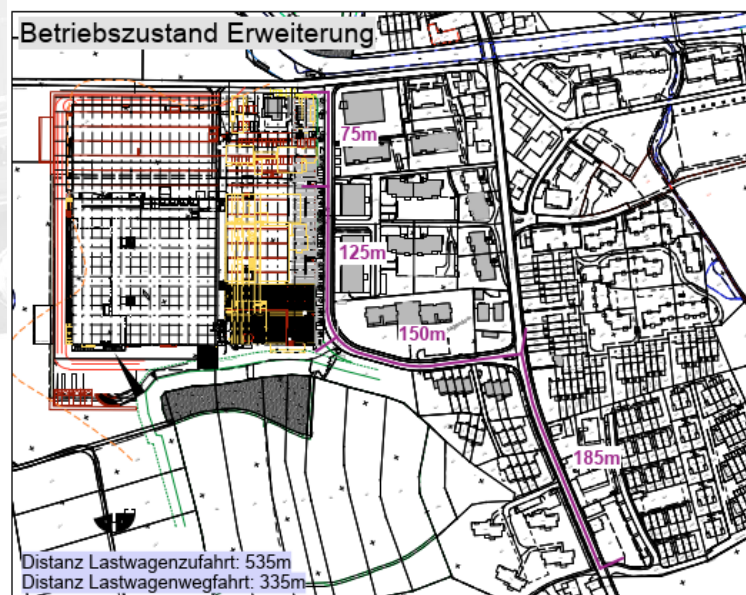 Betriebszustand Erweiterung
75m
125m
150m
185m
Distanz Lastwagenzufahrt: 535m
Distanz Lastwagenwegfahrt: 335m